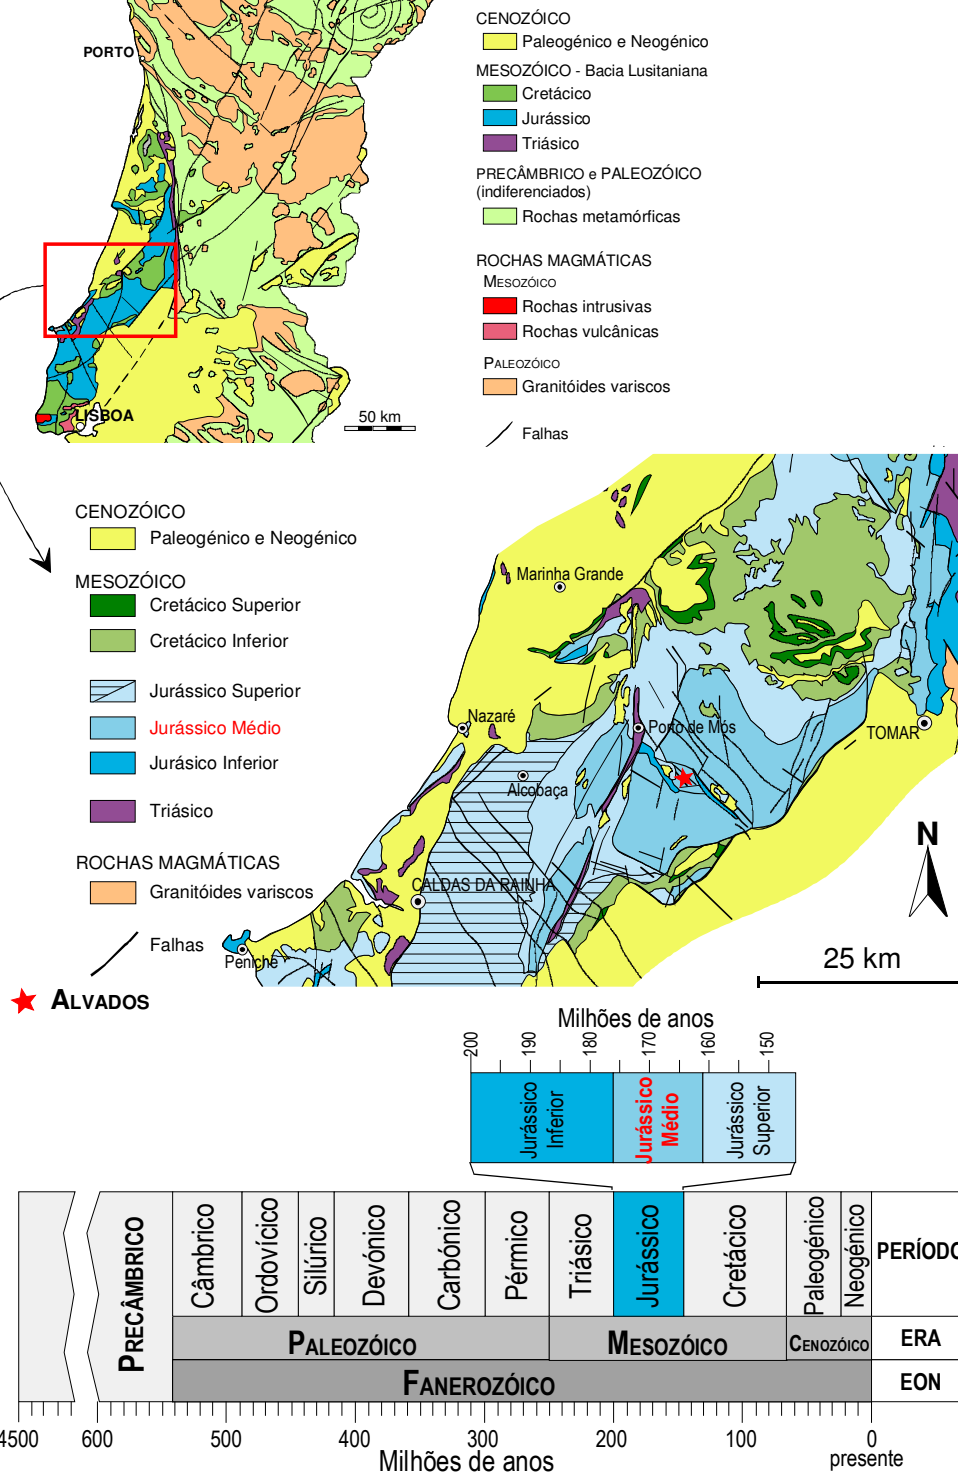 CENOZÓICO
Paleogénico e Neogénico
MESOZÓICO - Bacia Lusitaniana
Cretácico
Jurássico
Triásico
PRECÂMBRICO e PALEOZÓICO
(indiferenciados)
Rochas metamórficas
ROCHAS MAGMÁTICAS
MESOZÓICO
Rochas intrusivas
Rochas vulcânicas
PALEOZÓICO
Granitóides variscos
Falhas
PORTO
LISBOA
50 km
CENOZÓICO
Paleogénico e Neogénico
MESOZÓICO
Cretácico Superior
Cretácico Inferior
Jurássico Superior
Jurássico Médio
Jurásico Inferior
Triásico
ROCHAS MAGMÁTICAS
Granitóides variscos
Falhas
ALVADOS
Marinha Grande
Nazaré
Porto de Mós
TOMAR
Alcobaça
CALDAS DA RAINHA
Peniche
N
25 km
Milhões de anos
200 190 180 170 160 150
Jurássico Inferior
Jurássico Médio
Jurássico Superior
PRECÂMBRICO
Câmbrico
Ordovícico
Silúrico
Devónico
Carbónico
Pérmico
Triásico
Jurássico
Cretácico
Paleogénico
Neogénico
PERÍODO
PALEOZÓICO
MESOZÓICO
CENOZÓICO
ERA
FANEROZÓICO
EON
4500 600 500 400 300 200 100 0
Milhões de anos
presente